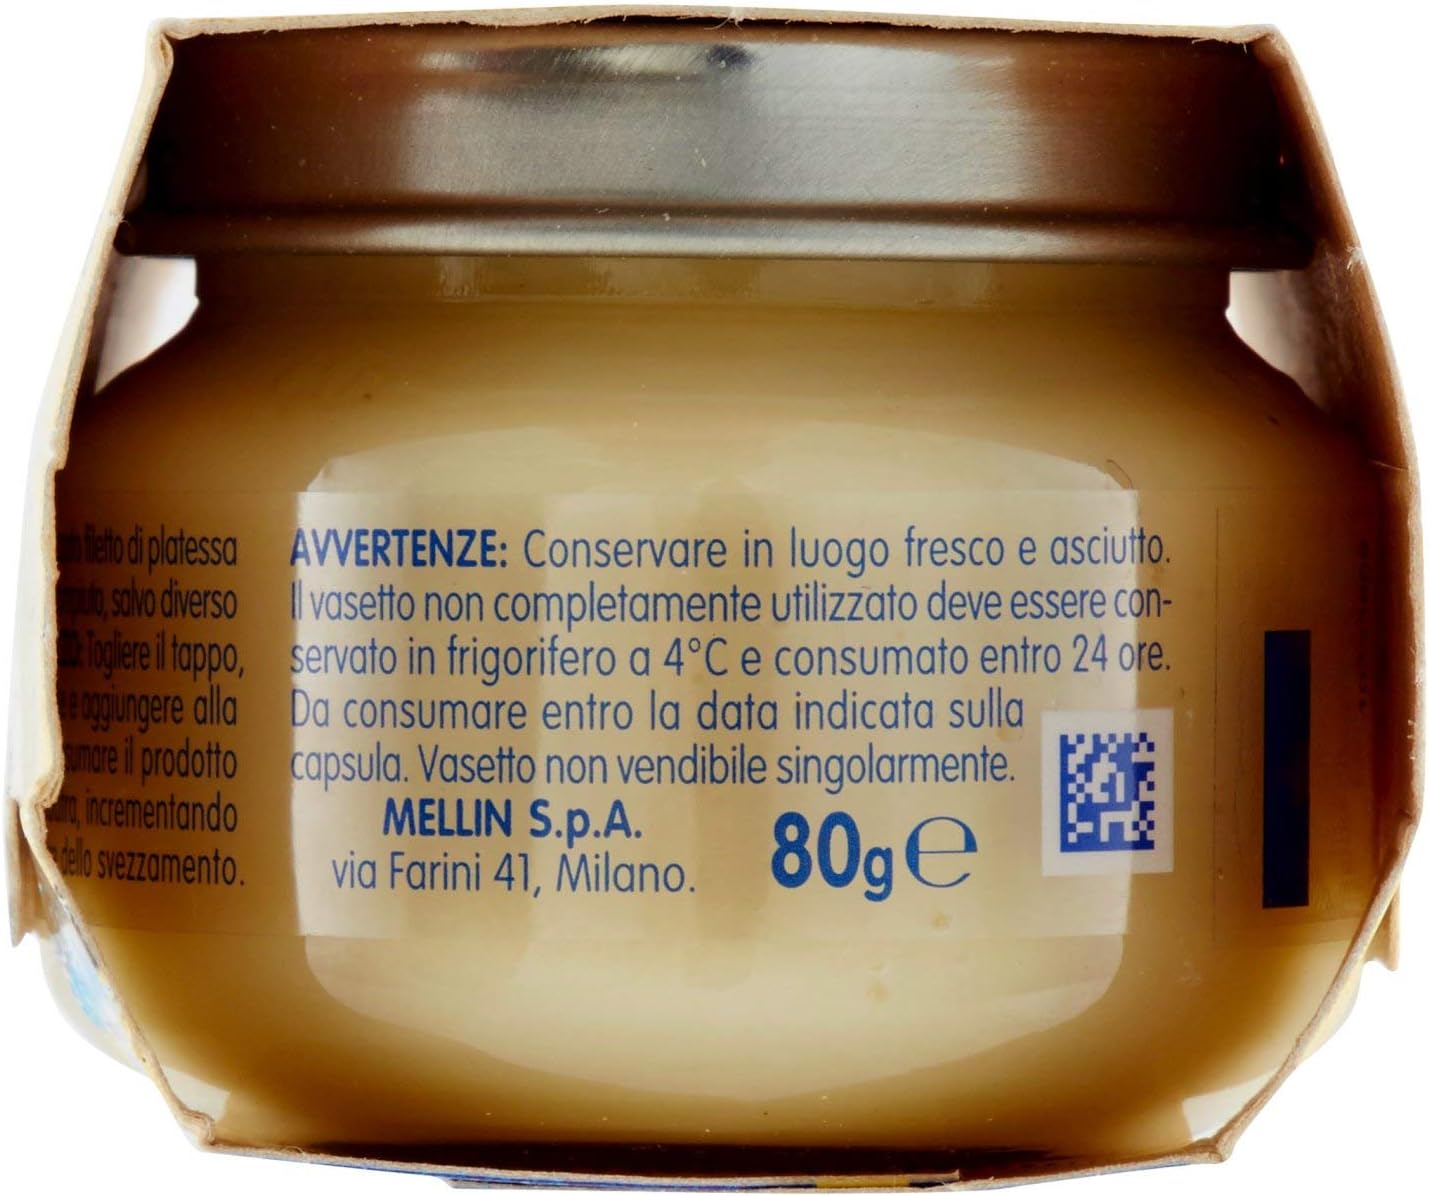 filetto di platessa
salvo diverso
Togliere il tappo,
e aggiungere alla
il prodotto
incrementando
dello svezzamento.
AVVERTENZE: Conservare in luogo fresco e asciutto.
Il vasetto non completamente utilizzato deve essere con-
servato in frigorifero a 4°C e consumato entro 24 ore.
Da consumare entro la data indicata sulla
capsula. Vasetto non vendibile singolarmente.
MELLIN S.p.A.
via Farini 41, Milano.
80g e